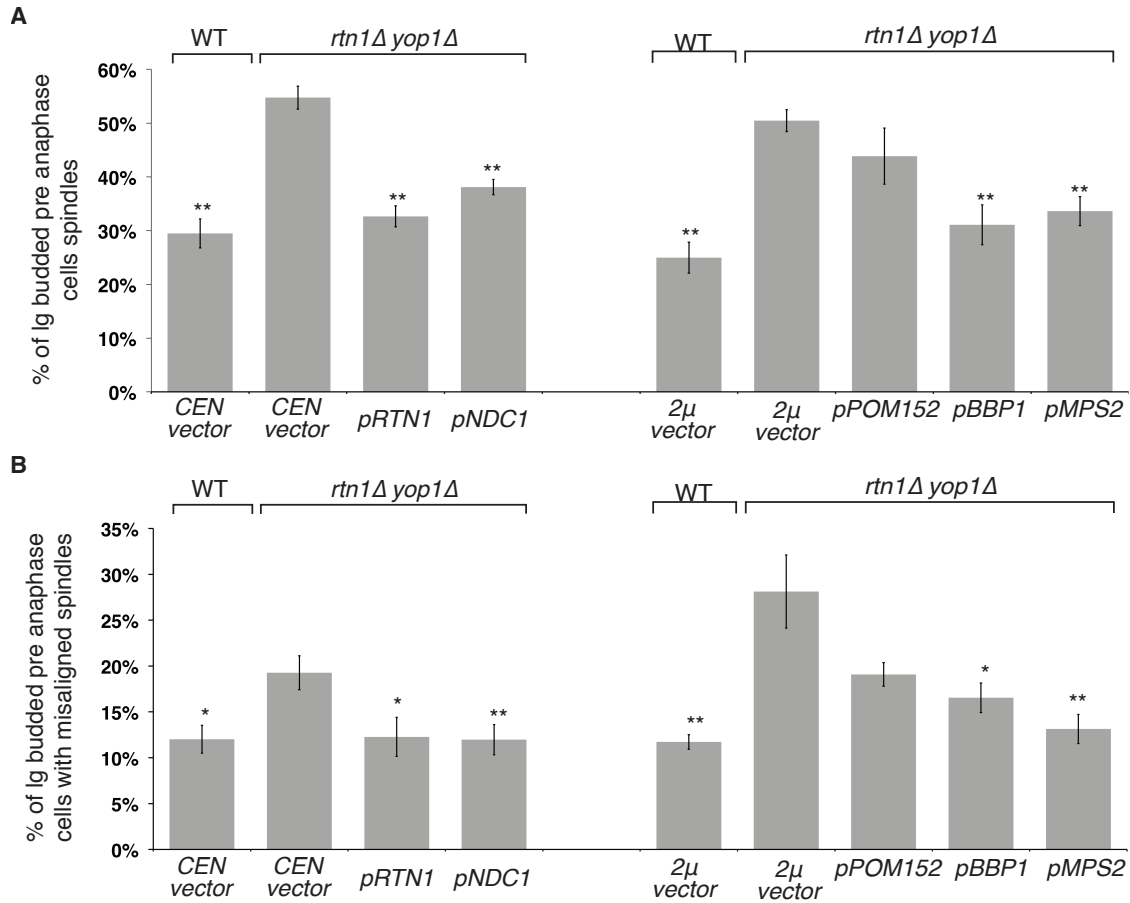 A
WT
rtn1Δ yop1Δ
WT
rtn1Δ yop1Δ
% of lg budded pre anaphase
cells spindles
60%
50%
40%
30%
20%
10%
0%
**
**
**
**
**
**
CEN
vector
CEN
vector
pRTN1
pNDC1
2μ
vector
2μ
vector
pPOM152
pBBP1
pMPS2
B
WT
rtn1Δ yop1Δ
WT
rtn1Δ yop1Δ
% of lg budded pre anaphase
cells with misaligned spindles
35%
30%
25%
20%
15%
10%
5%
0%
*
*
**
**
*
**
CEN
vector
CEN
vector
pRTN1
pNDC1
2μ
vector
2μ
vector
pPOM152
pBBP1
pMPS2